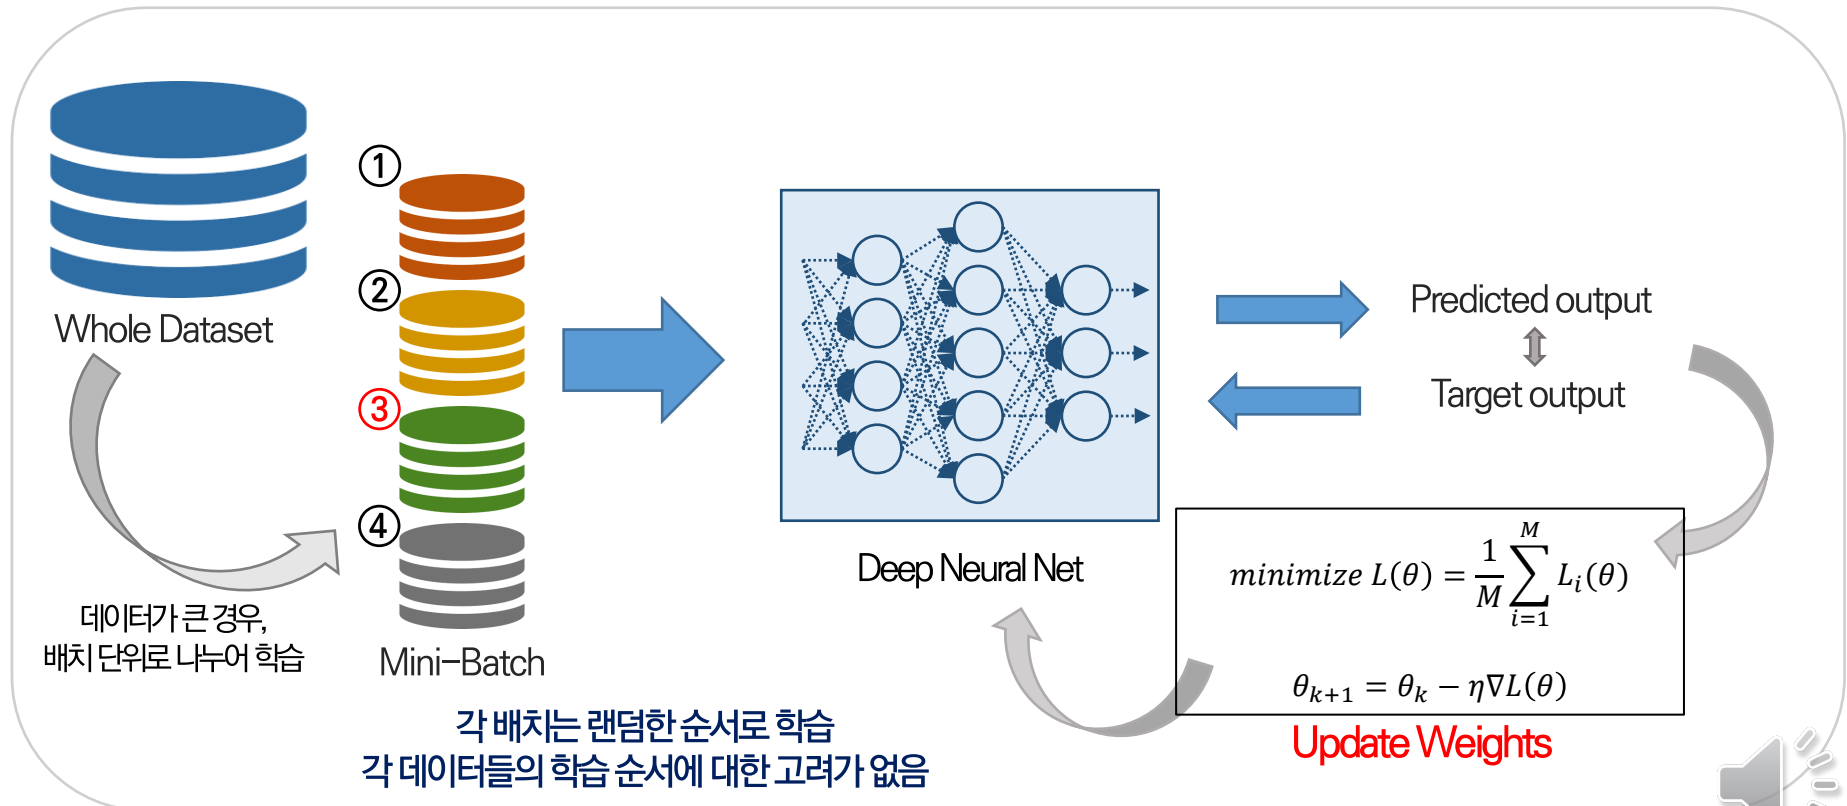 Whole Dataset
데이터가 큰 경우,
배치 단위로 나누어 학습
①
②
③
④
Mini-Batch
각 배치는 랜덤한 순서로 학습
각 데이터들의 학습 순서에 대한 고려가 없음
Deep Neural Net
Predicted output
Target output
minimize L(θ) = \frac{1}{M} \sum_{i=1}^{M} L_i(θ)
θ_{k+1} = θ_k − η∇L(θ)
Update Weights